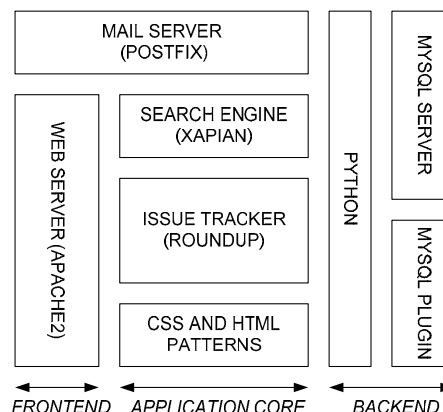 MAIL SERVER
(POSTFIX)
WEB SERVER (APACHE2)
SEARCH ENGINE
(XAPIAN)
ISSUE TRACKER
(ROUNDUP)
CSS AND HTML
PATTERNS
PYTHON
MYSQL SERVER
MYSQL PLUGIN
FRONTEND
APPLICATION CORE
BACKEND